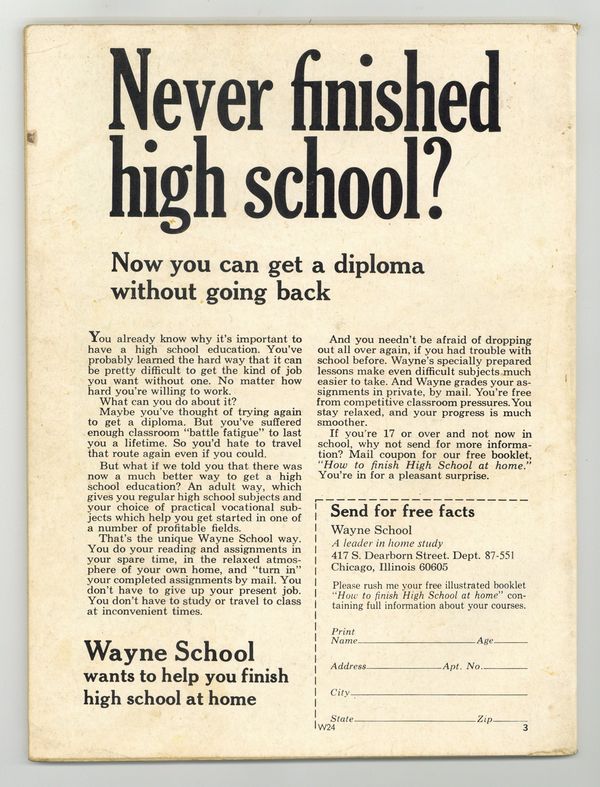 Never finished
high school?
Now you can get a diploma
without going back
You already know why it's important to
have a high school education. You've
probably learned the hard way that it can
be pretty difficult to get the kind of job
you want without one. No matter how
hard you're willing to work.
What can you do about it?
Maybe you've thought of trying again
to get a diploma. But you've suffered
enough classroom "battle fatigue" to last
you a lifetime. So you'd hate to travel
that route again even if you could.
But what if we told you that there was
now a much better way to get a high
school education? An adult way, which
gives you regular high school subjects and
your choice of practical vocational sub-
jects which help you get started in one of
a number of profitable fields.
That's the unique Wayne School way.
You do your reading and assignments in
your spare time, in the relaxed atmos-
phere of your own home, and "turn in"
your completed assignments by mail. You
don't have to give up your present job.
You don't have to study or travel to class
at inconvenient times.
Wayne School
wants to help you finish
high school at home
And you needn't be afraid of dropping
out all over again, if you had trouble with
school before. Wayne's specially prepared
lessons make even difficult subjects much
easier to take. And Wayne grades your as-
signments in private, by mail. You're free
from competitive classroom pressures. You
stay relaxed, and your progress is much
smoother.
If you're 17 or over and not now in
school, why not send for more informa-
tion? Mail coupon for our free booklet,
"How to finish High School at home."
You're in for a pleasant surprise.
Send for free facts
Wayne School
A leader in home study
417 S. Dearborn Street. Dept. 87-551
Chicago, Illinois 60605
Please rush me your free illustrated booklet
"How to finish High School at home" con-
taining full information about your courses.
Print
Name Age
Address Apt. No.
City
State Zip
W24 3